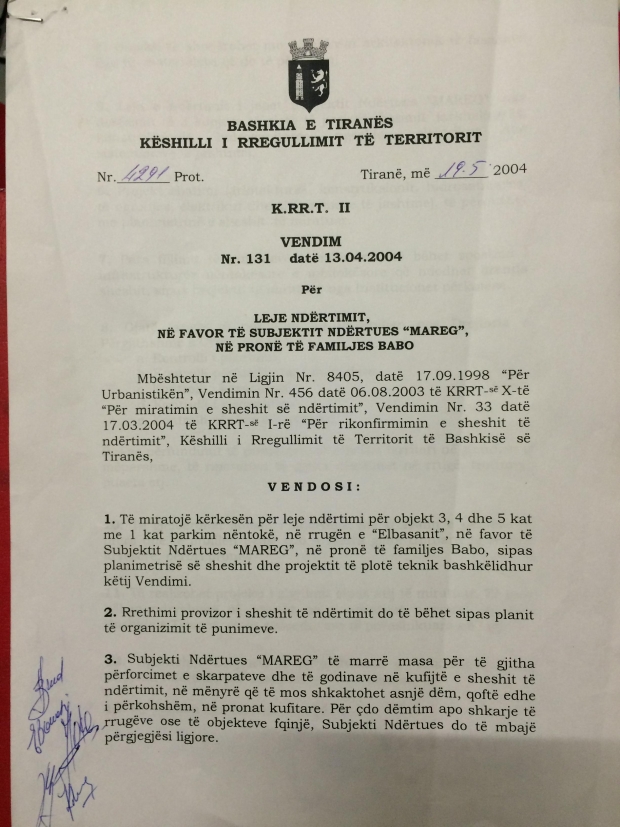 BASHKIA E TIRANËS
KËSHILLI I RREGULLIMIT TË TERRITORIT
Nr. 4291 Prot. Tiranë, më 19.5 2004
K.RR.T. II
VENDIM
Nr. 131 datë 13.04.2004
Për
LEJE NDËRTIMIT,
NË FAVOR TË SUBJEKTIT NDËRTUES “MAREG”,
NË PRONË TË FAMILJES BABO
Mbështetur në Ligjin Nr. 8405, datë 17.09.1998 “Për
Urbanistikën”, Vendimin Nr. 456 datë 06.08.2003 të KRRT-së X-të
“Për miratimin e sheshit së ndërtimit”, Vendimin Nr. 33 datë
17.03.2004 të KRRT-së I-rë “Për rikonfirmimin e sheshit të
ndërtimit”, Këshilli i Rregullimit të Territorit të Bashkisë së
Tiranës,
VENDOSI:
1. Të miratojë kërkesën për leje ndërtimi për objekt 3, 4 dhe 5 kat
me 1 kat parkim nëntokë, në rrugën e “Elbasanit”, në favor të
Subjektit Ndërtues “MAREG”, në pronë të familjes Babo, sipas
planimetrisë së sheshit dhe projektit të plotë teknik bashkëlidhur
këtij Vendimi.
2. Rrethimi provizor i sheshit të ndërtimit do të bëhet sipas planit
të organizimit të punimeve.
3. Subjekti Ndërtues “MAREG” të marrë masa për të gjitha
përforcimet e skarpateve dhe të godinave në kufijtë e sheshit të
ndërtimit, në mënyrë që të mos shkaktohet asnjë dëm, qoftë edhe
i përkohshëm, në pronat kufitare. Për çdo dëmtim apo shkarje të
rrugëve ose të objekteve fqinjë, Subjekti Ndërtues do të mbajë
përgjegjësi ligjore.